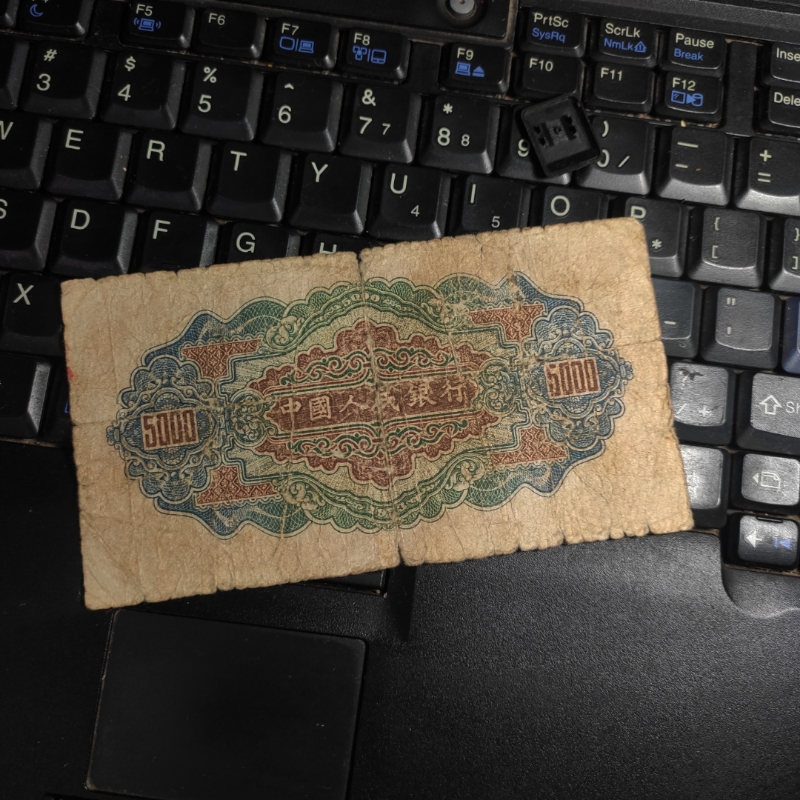 F5 F6 F7 F8 F9 F10 F11 F12
PrtSc SysRq
ScrLk NmLk
Pause Break
# 3 $ 4 % 5 ^ 6 & 7 7 * 8 8 9 ) 0 / — - + =
E R T Y U 4 I 5 O P * { [
S D F G
X " '
5000 中國人民銀行 5000
/ +